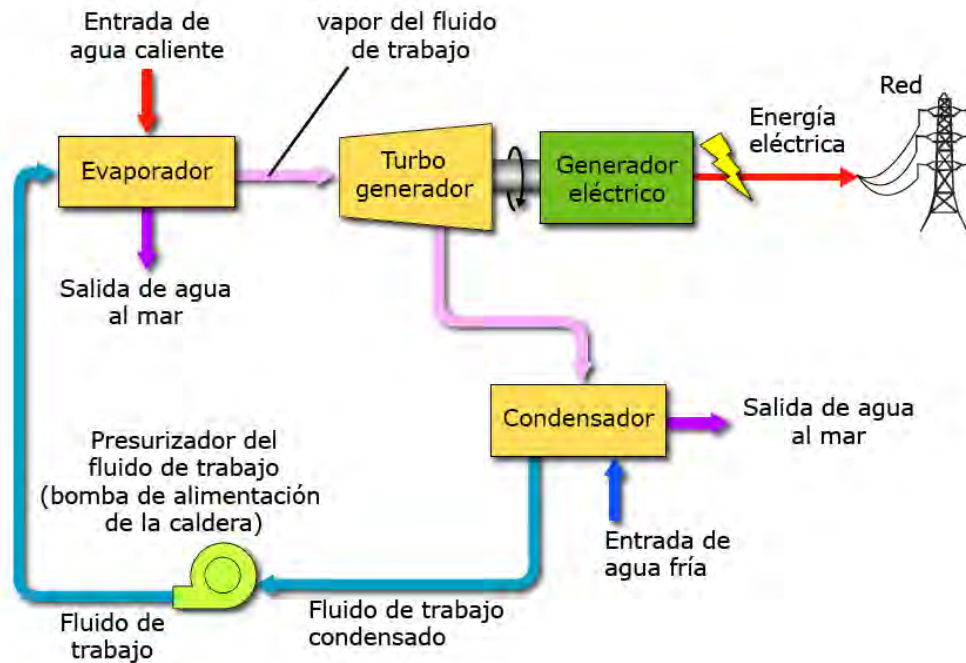 Entrada de
agua caliente
vapor del fluido
de trabajo
Red
Energía
eléctrica
Evaporador
Turbo
generador
Generador
eléctrico
Salida de agua
al mar
Condensador
Salida de agua
al mar
Presurizador del
fluido de trabajo
(bomba de alimentación
de la caldera)
Entrada de
agua fría
Fluido de
trabajo
Fluido de trabajo
condensado